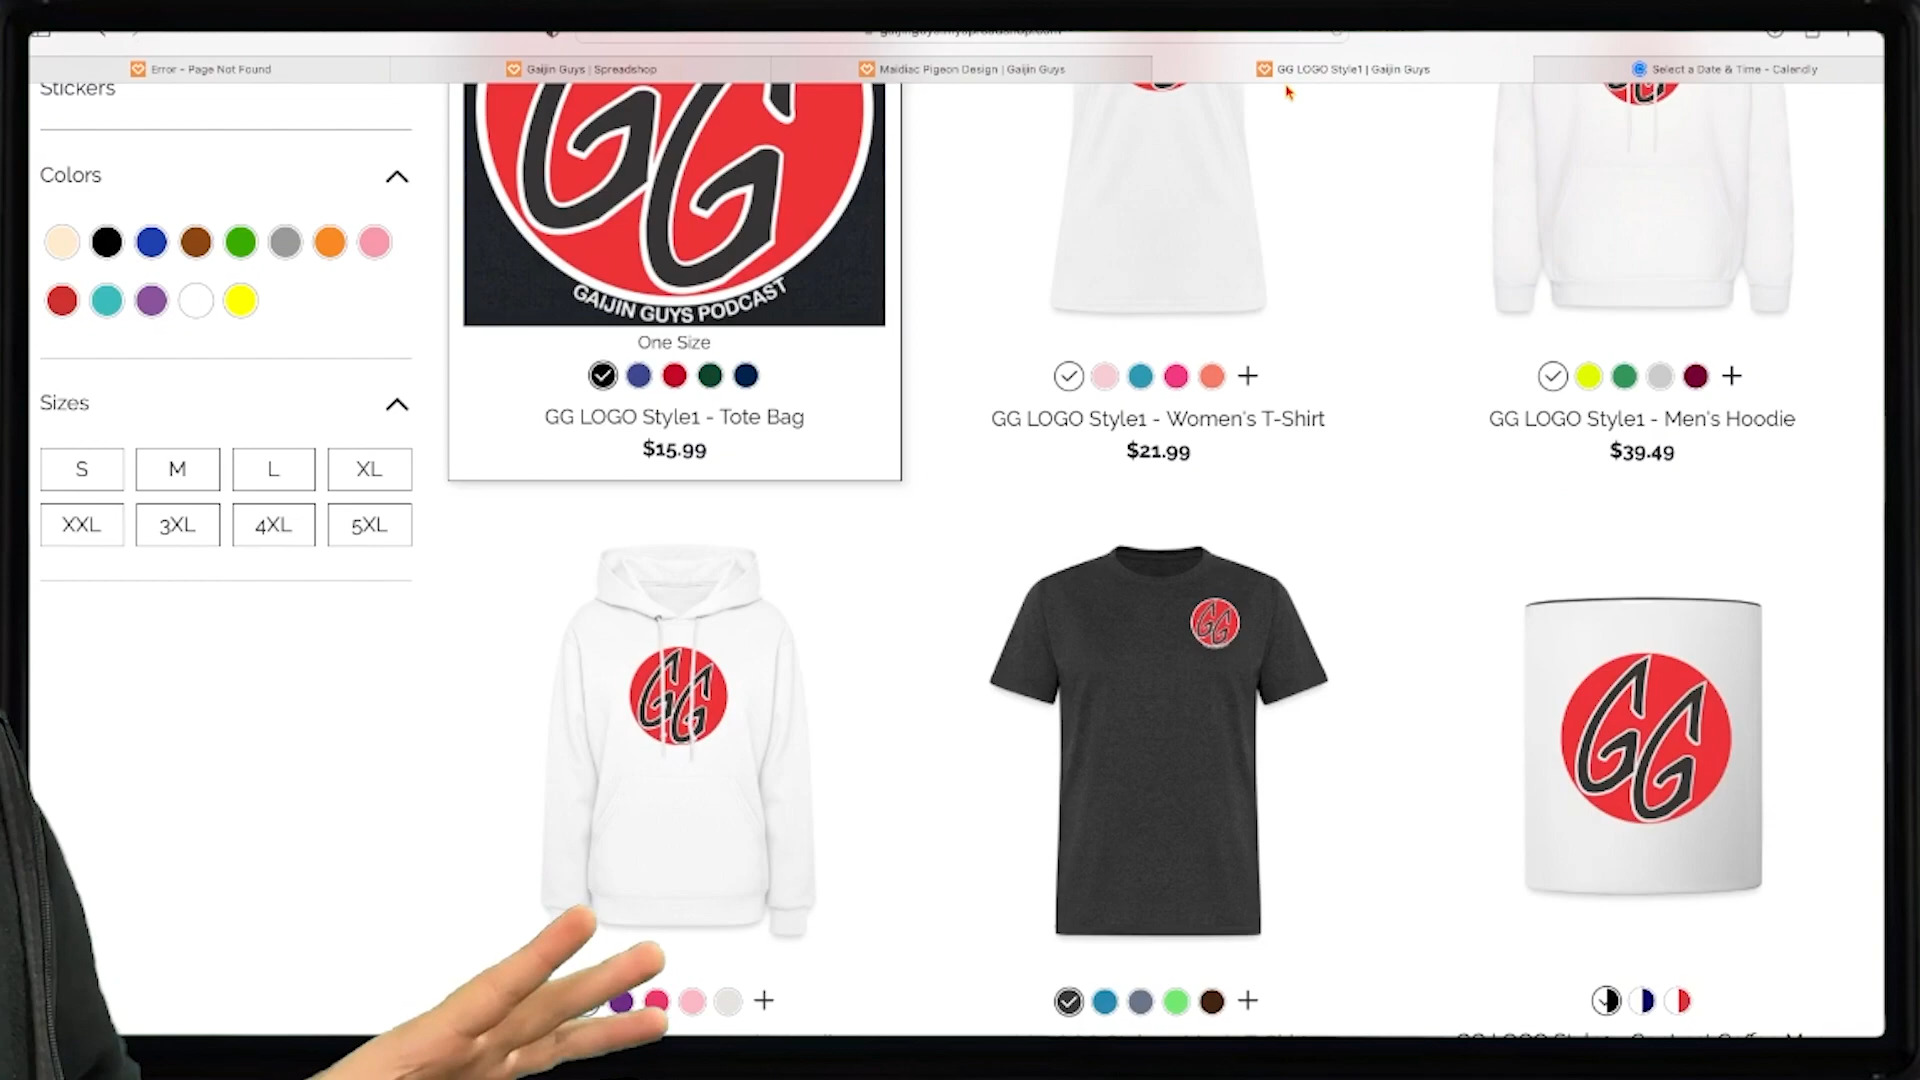 Error - Page Not Found
Gaijin Guys | Spreadshop
Maidiac Pigeon Design | Gaijin Guys
GG LOGO Style1 | Gaijin Guys
Select a Date & Time - Calendly
Stickers
Colors
Sizes
S
M
L
XL
XXL
3XL
4XL
5XL
GG
GAIJIN GUYS PODCAST
One Size
GG LOGO Style1 - Tote Bag
$15.99
GG LOGO Style1 - Women's T-Shirt
$21.99
GG LOGO Style1 - Men's Hoodie
$39.49
GG
GG
GG